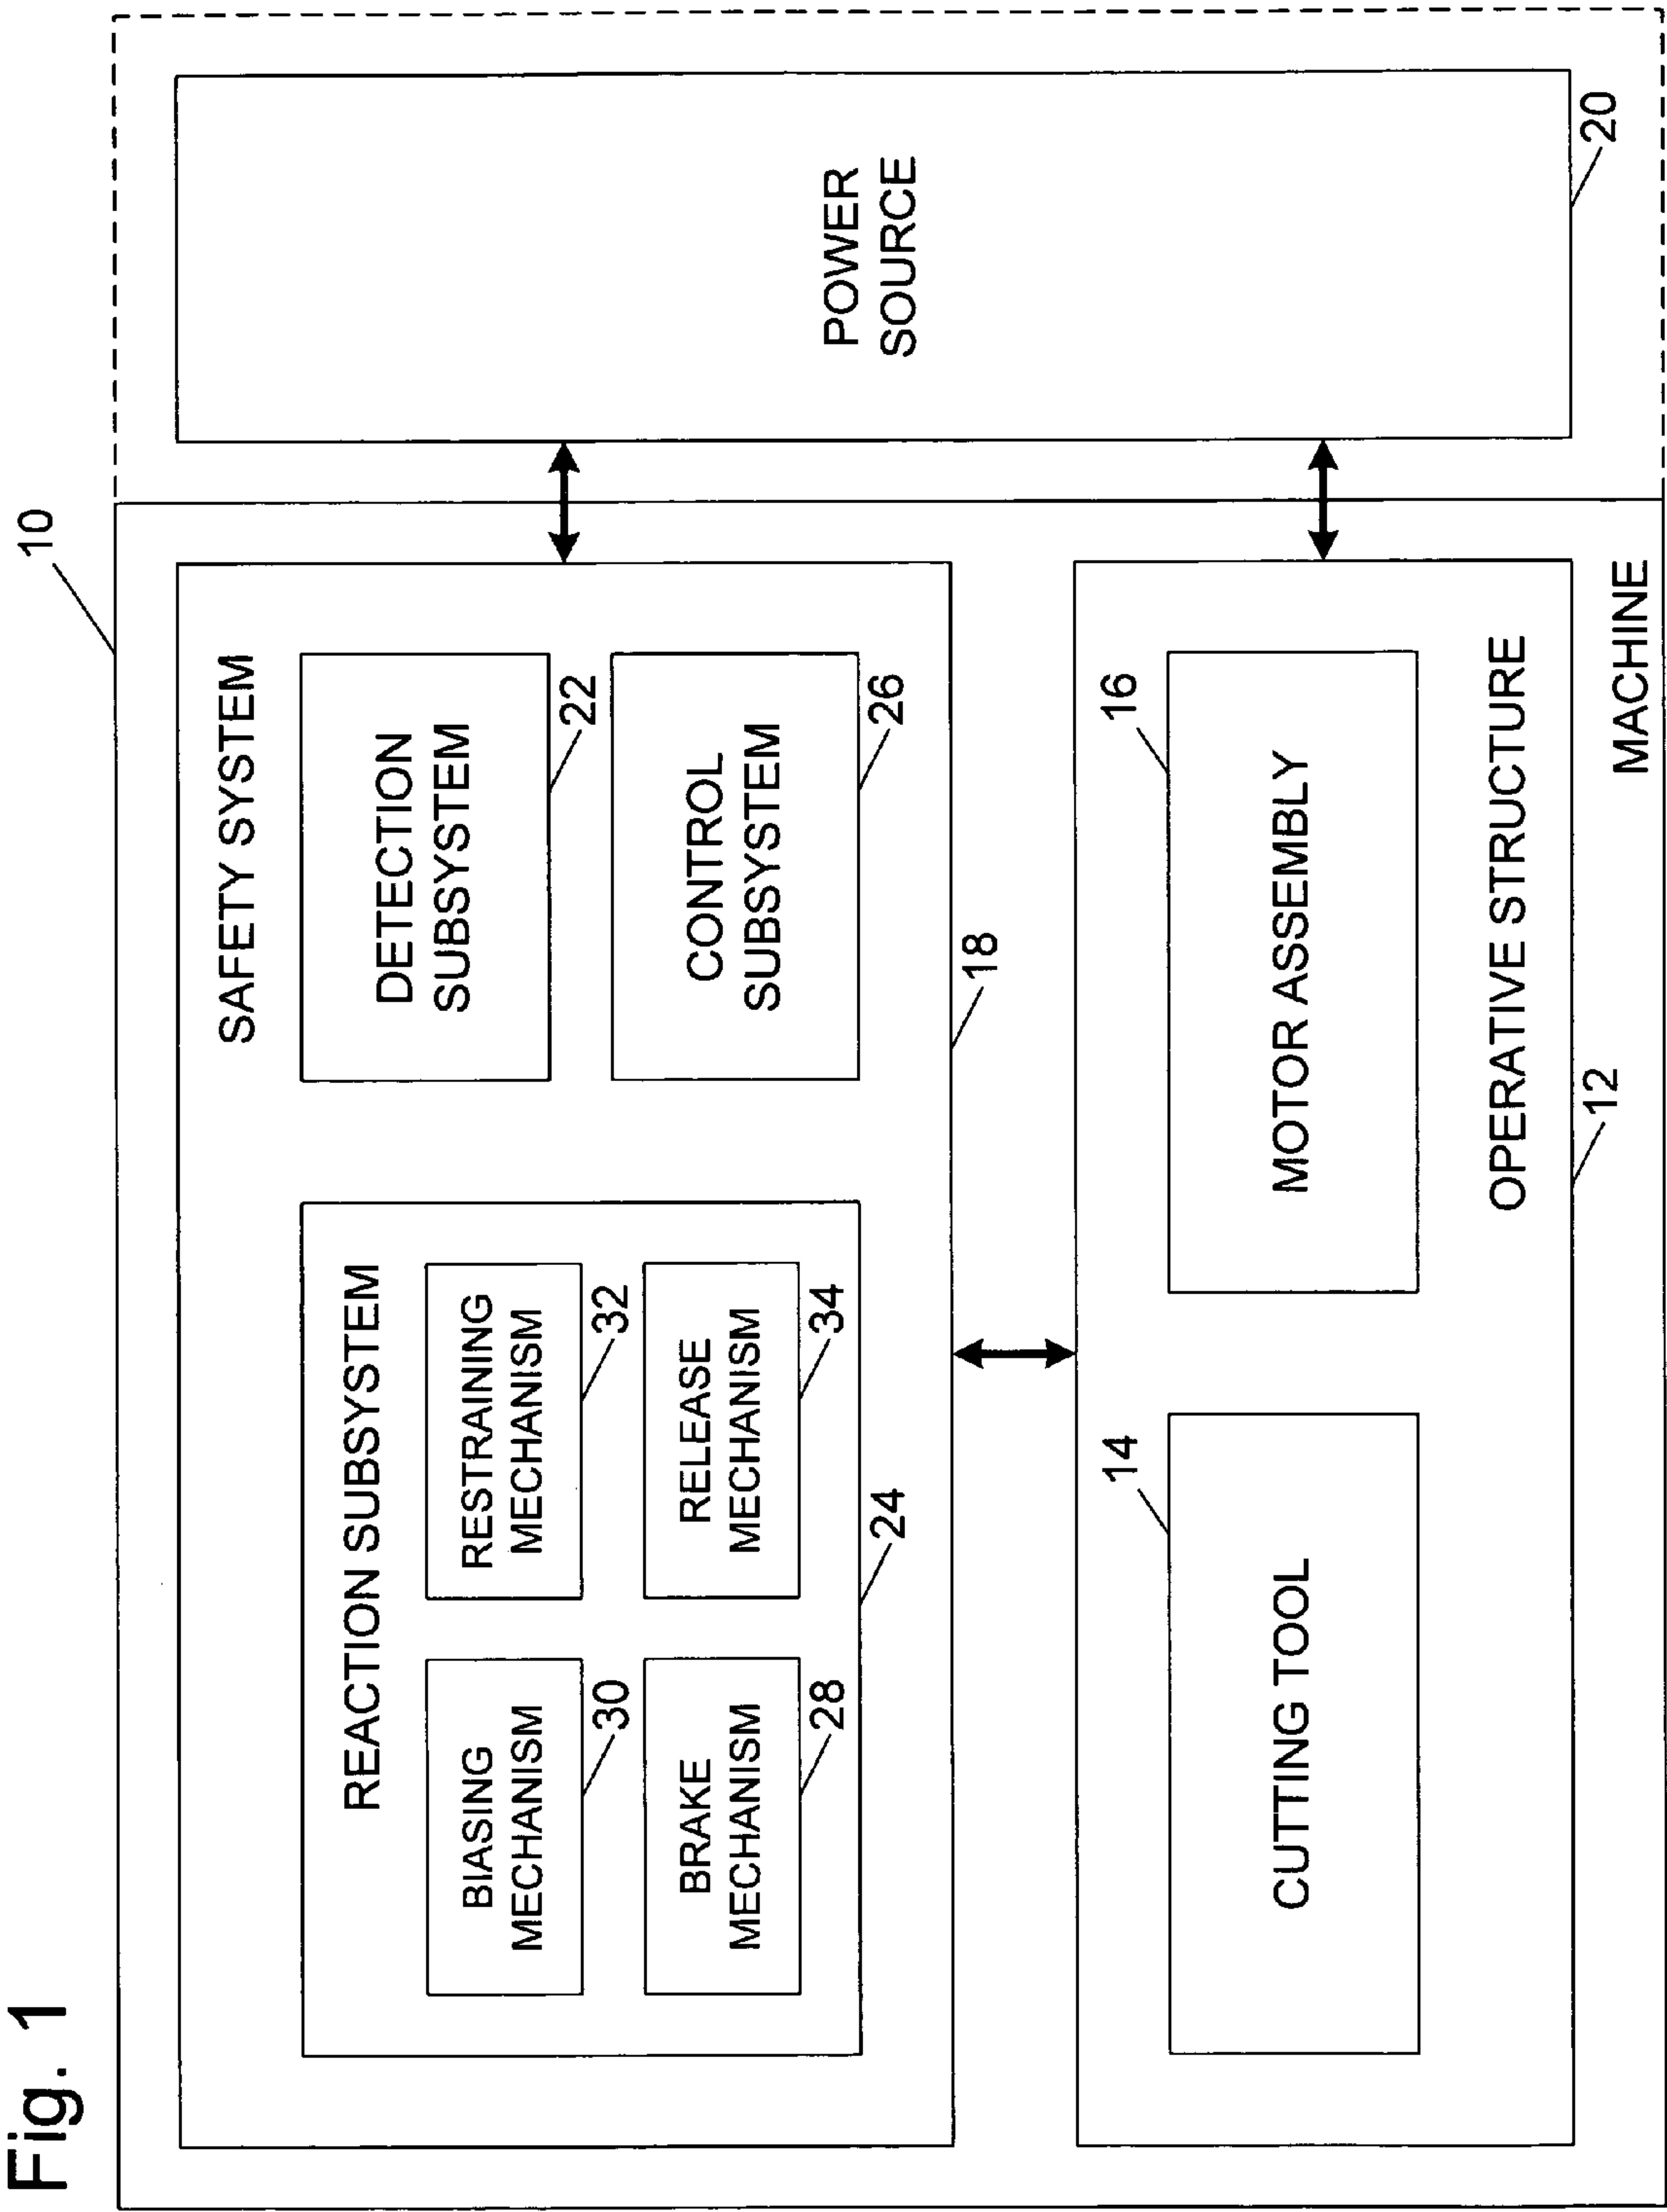 Fig. 1
10
SAFETY SYSTEM
REACTION SUBSYSTEM
BIASING
MECHANISM
30
RESTRAINING
MECHANISM
32
BRAKE
MECHANISM
28
RELEASE
MECHANISM
34
24
DETECTION
SUBSYSTEM
22
CONTROL
SUBSYSTEM
26
18
POWER
SOURCE
20
14
CUTTING TOOL
16
MOTOR ASSEMBLY
OPERATIVE STRUCTURE
12
MACHINE